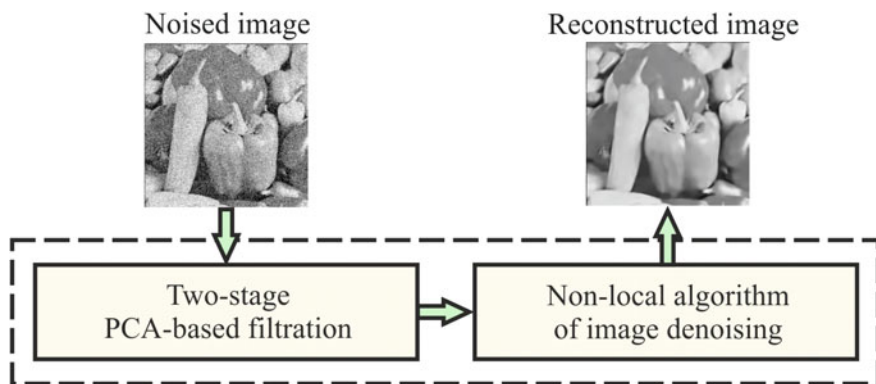 Noised image
Reconstructed image
Two-stage
PCA-based filtration
Non-local algorithm
of image denoising